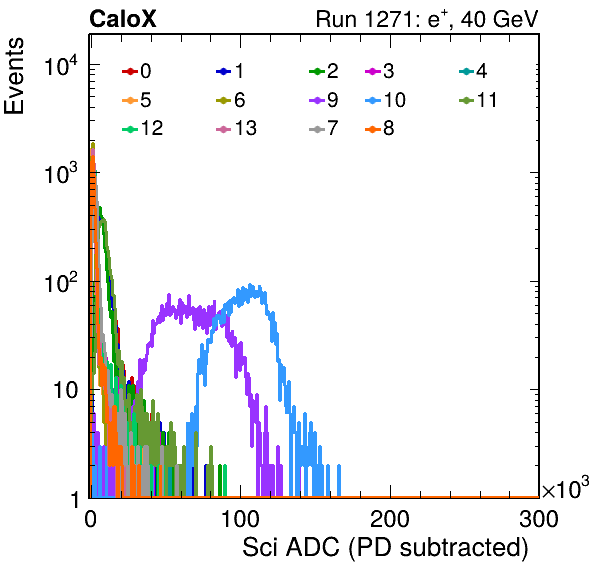 CaloX Run 1271: e⁺, 40 GeV
Events
10⁴
10³
10²
10
1
0 1 2 3 4
5 6 9 10 11
12 13 7 8
0 100 200 300
×10³
Sci ADC (PD subtracted)